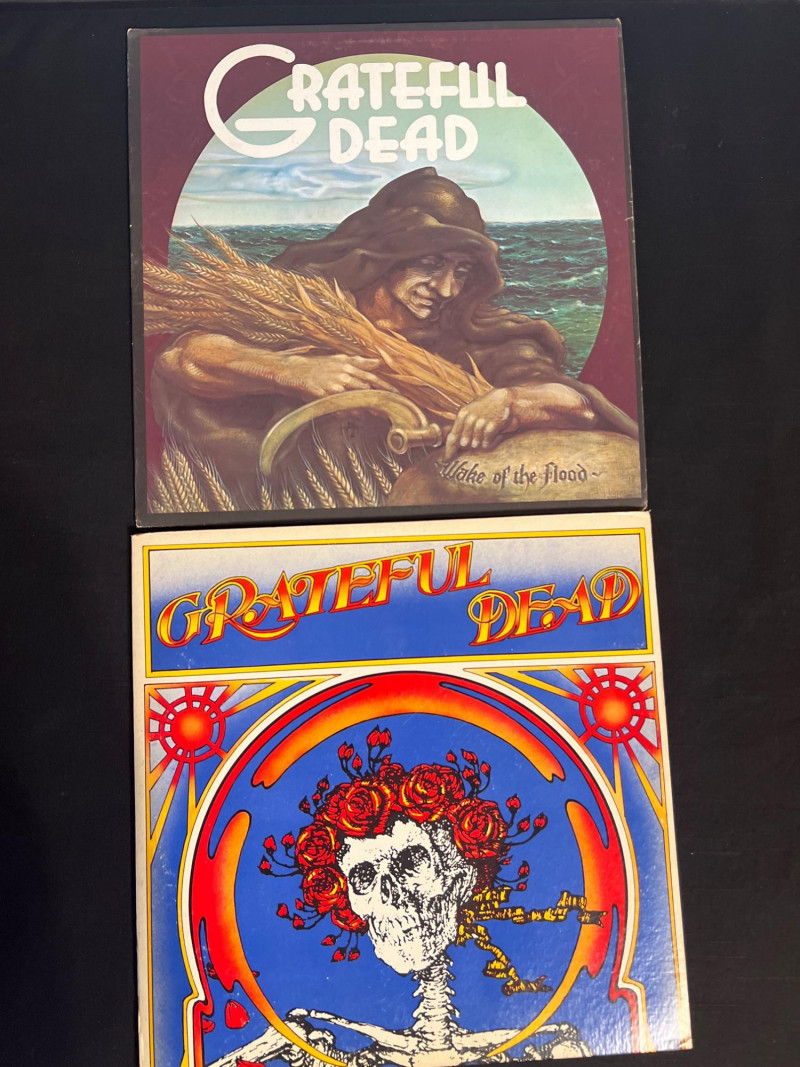 GRATEFUL
DEAD
Wake of the Flood
GRATEFUL
DEAD